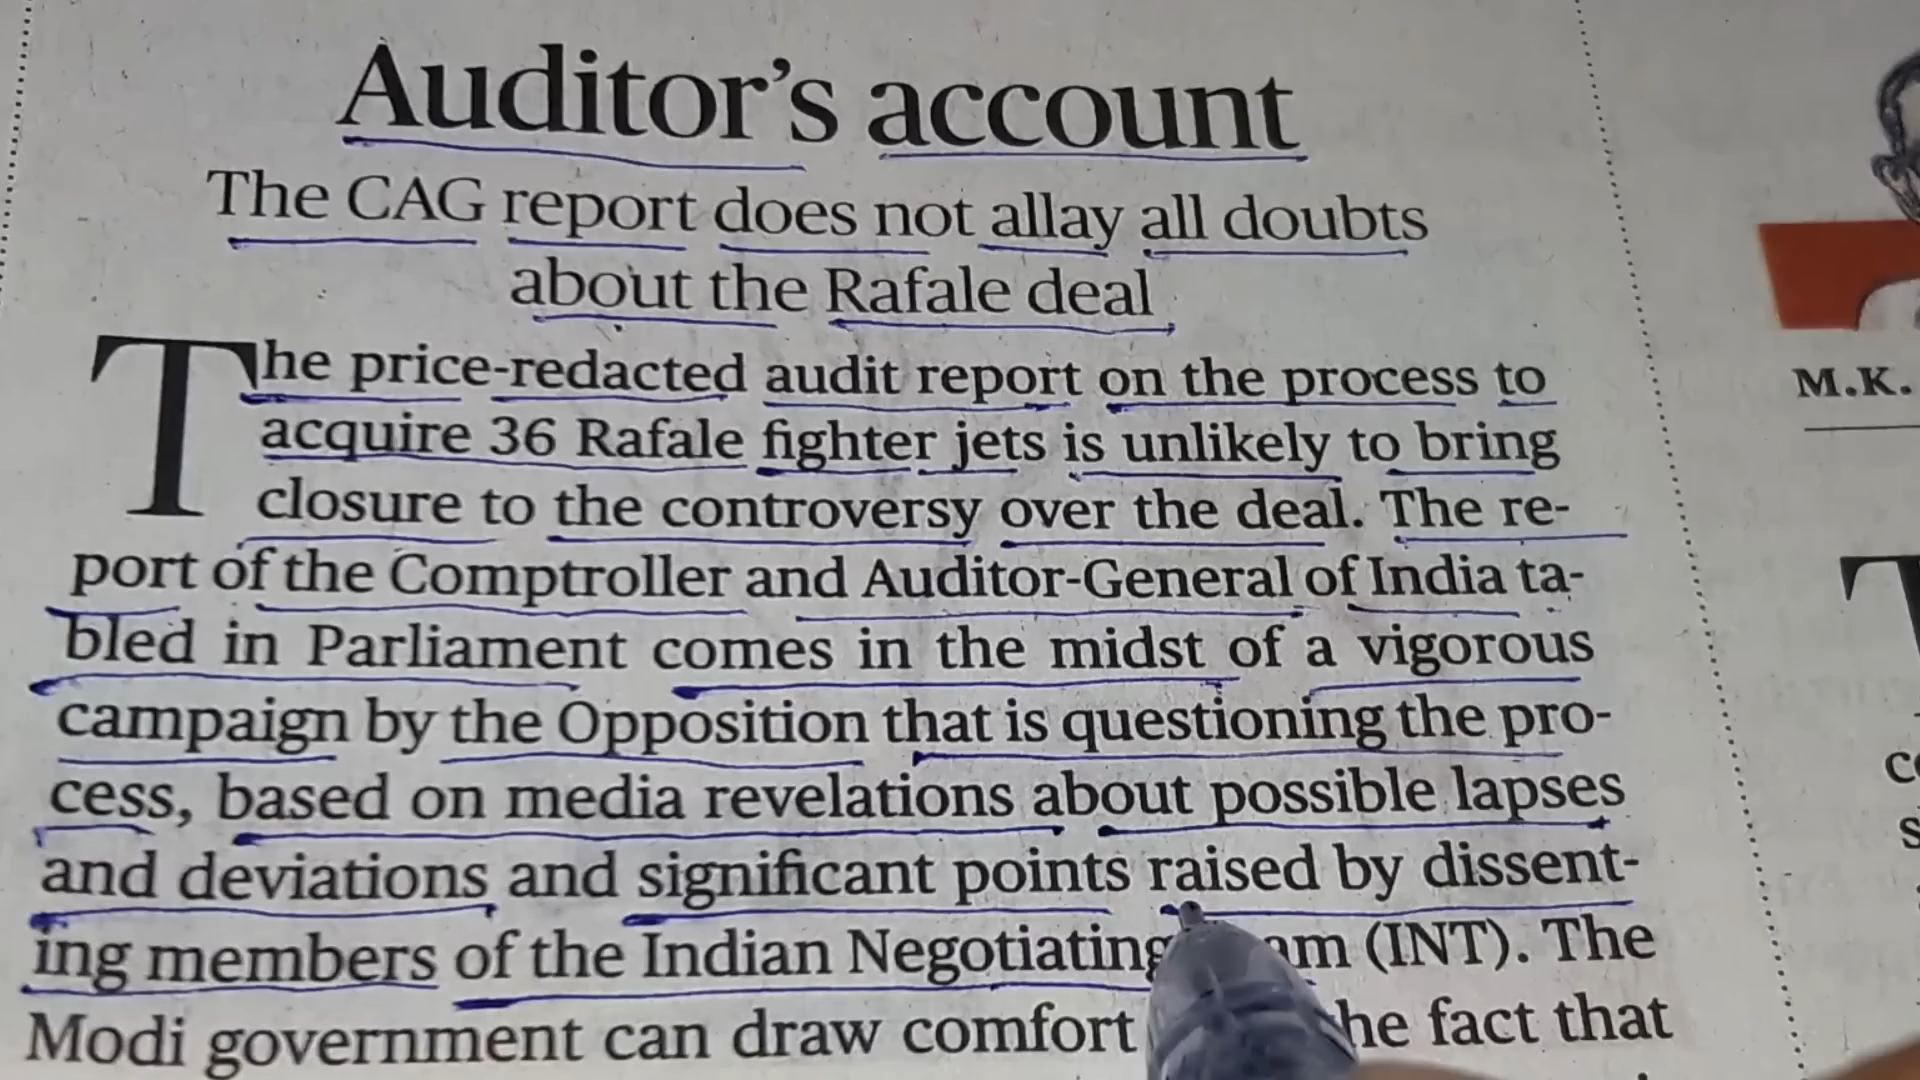 Auditor's account
The CAG report does not allay all doubts
about the Rafale deal
The price-redacted audit report on the process to
acquire 36 Rafale fighter jets is unlikely to bring
closure to the controversy over the deal. The re-
port of the Comptroller and Auditor-General of India ta-
bled in Parliament comes in the midst of a vigorous
campaign by the Opposition that is questioning the pro-
cess, based on media revelations about possible lapses
and deviations and significant points raised by dissent-
ing members of the Indian Negotiating (INT). The
Modi government can draw comfort fact that
M.K.